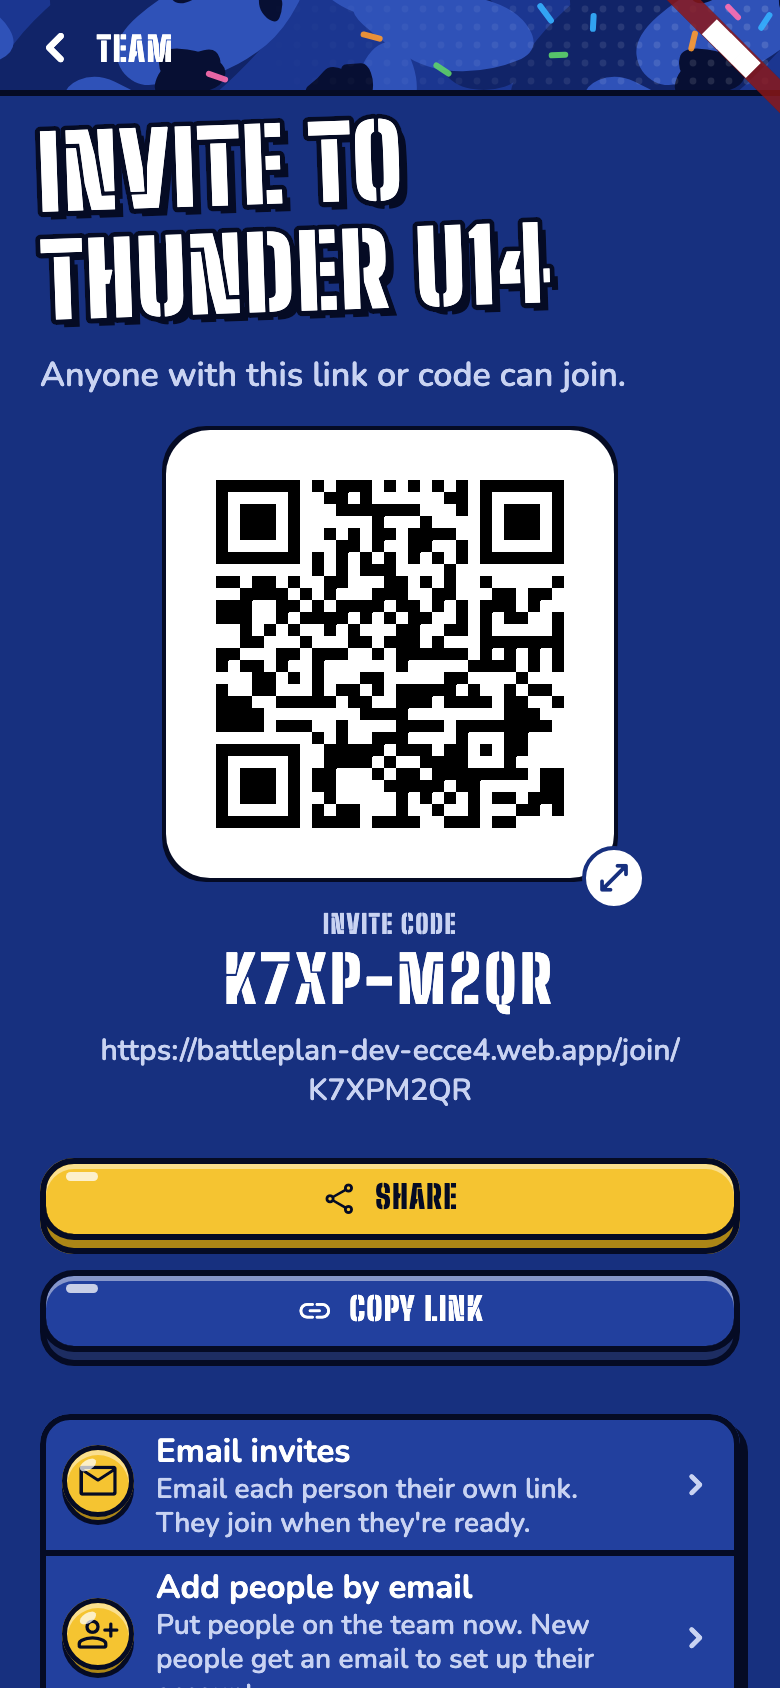 TEAM
INVITE TO
THUNDER U14
Anyone with this link or code can join.
INVITE CODE
K7XP-M2QR
https://battleplan-dev-ecce4.web.app/join/
K7XPM2QR
SHARE
COPY LINK
Email invites
Email each person their own link.
They join when they're ready.
Add people by email
Put people on the team now. New
people get an email to set up their